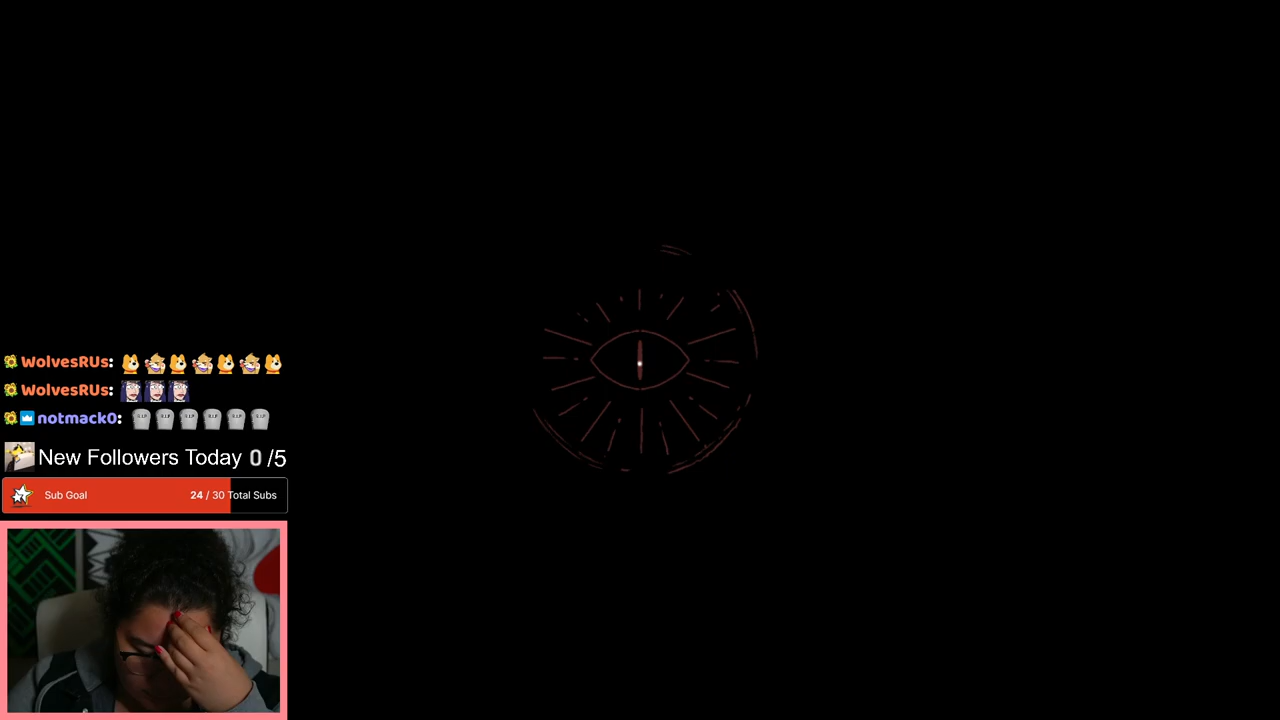 WolvesRUs:
WolvesRUs:
notmack0:
New Followers Today 0 /5
Sub Goal 24 / 30 Total Subs